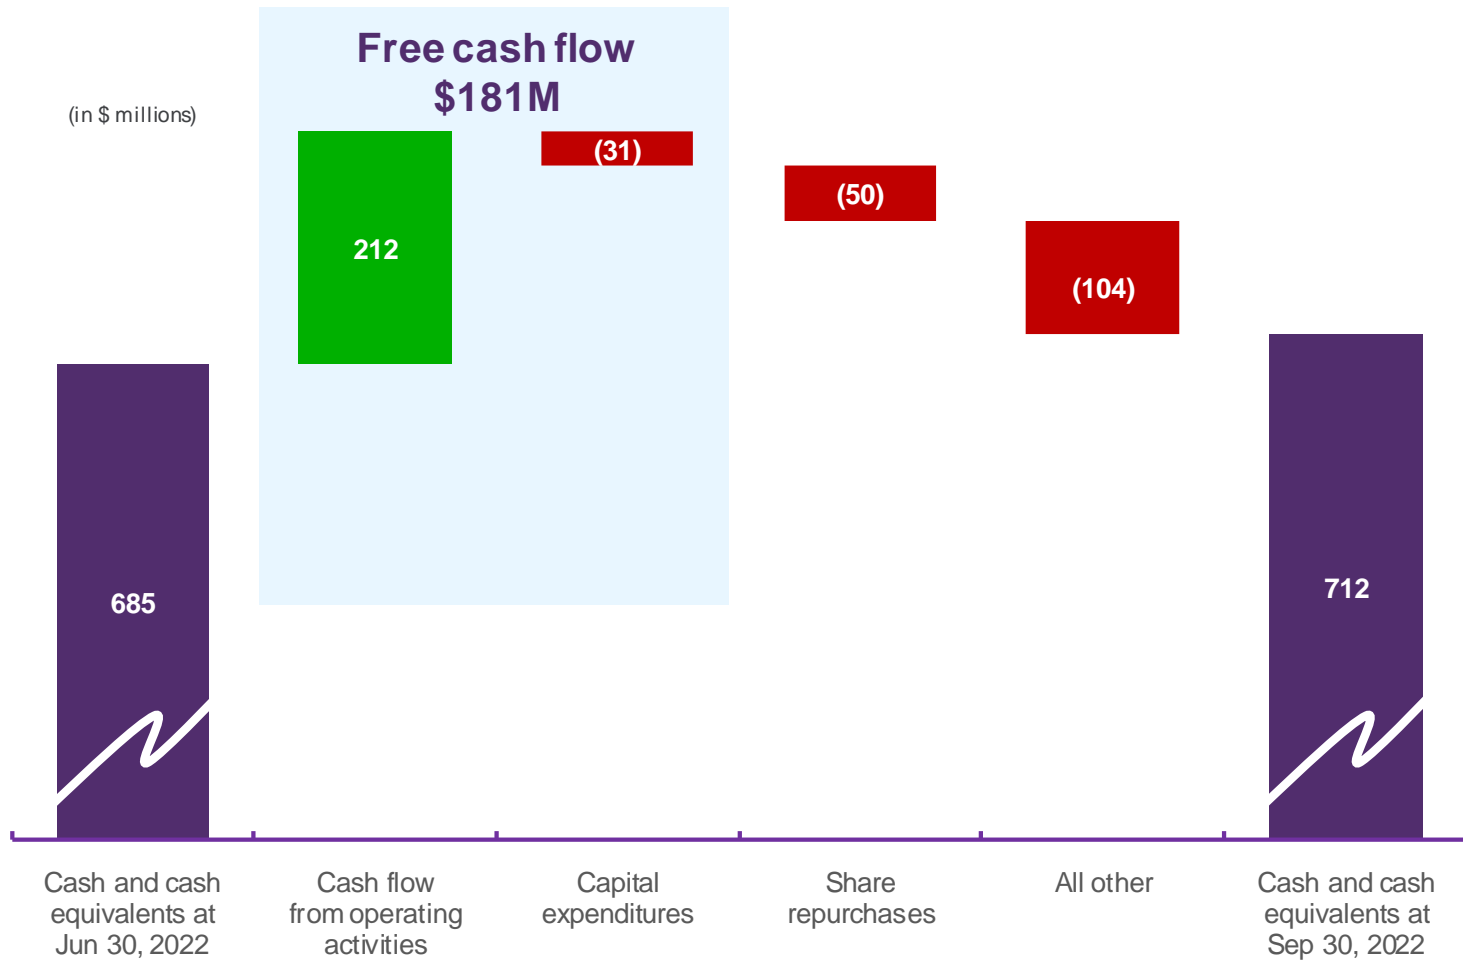 Free cash flow
$181M
(in $ millions)
(31)
(50)
212
(104)
685
712
Cash and cash
equivalents at
Jun 30, 2022
Cash flow
from operating
activities
Capital
expenditures
Share
repurchases
All other
Cash and cash
equivalents at
Sep 30, 2022